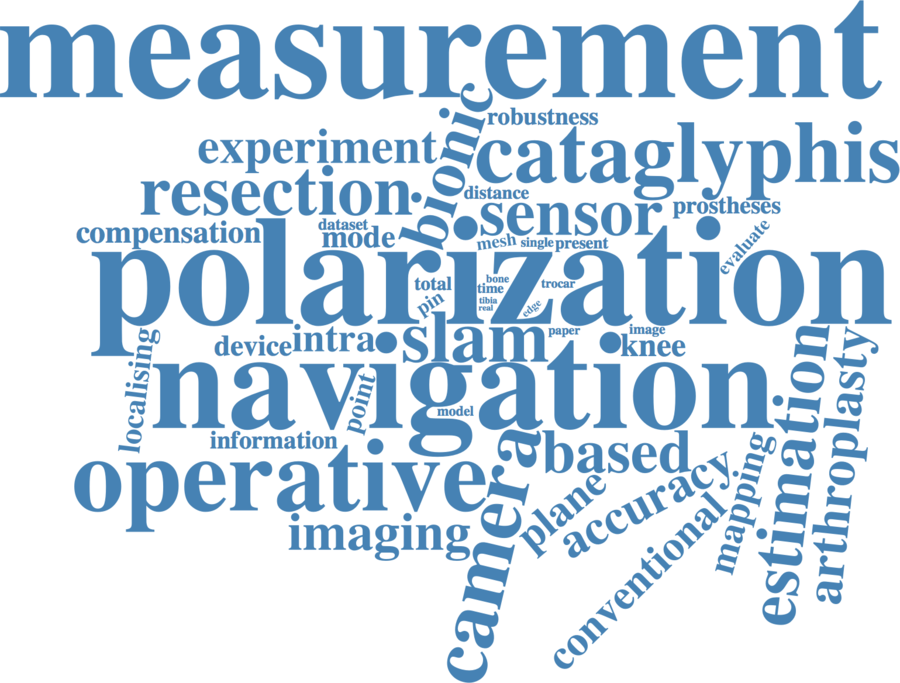 measurement
bionic
robustness
experiment
cataglyphis
resection
distance
sensor
prostheses
compensation
dataset
mode
mesh
single
present
evaluate
polarization
total
bone
time
trocar
pin
tibia
real
edge
slam
paper
image
device
intra
knee
localising
navigation
point
model
estimation
arthroplasty
information
operative
camera
based
accuracy
mapping
plane
imaging
conventional